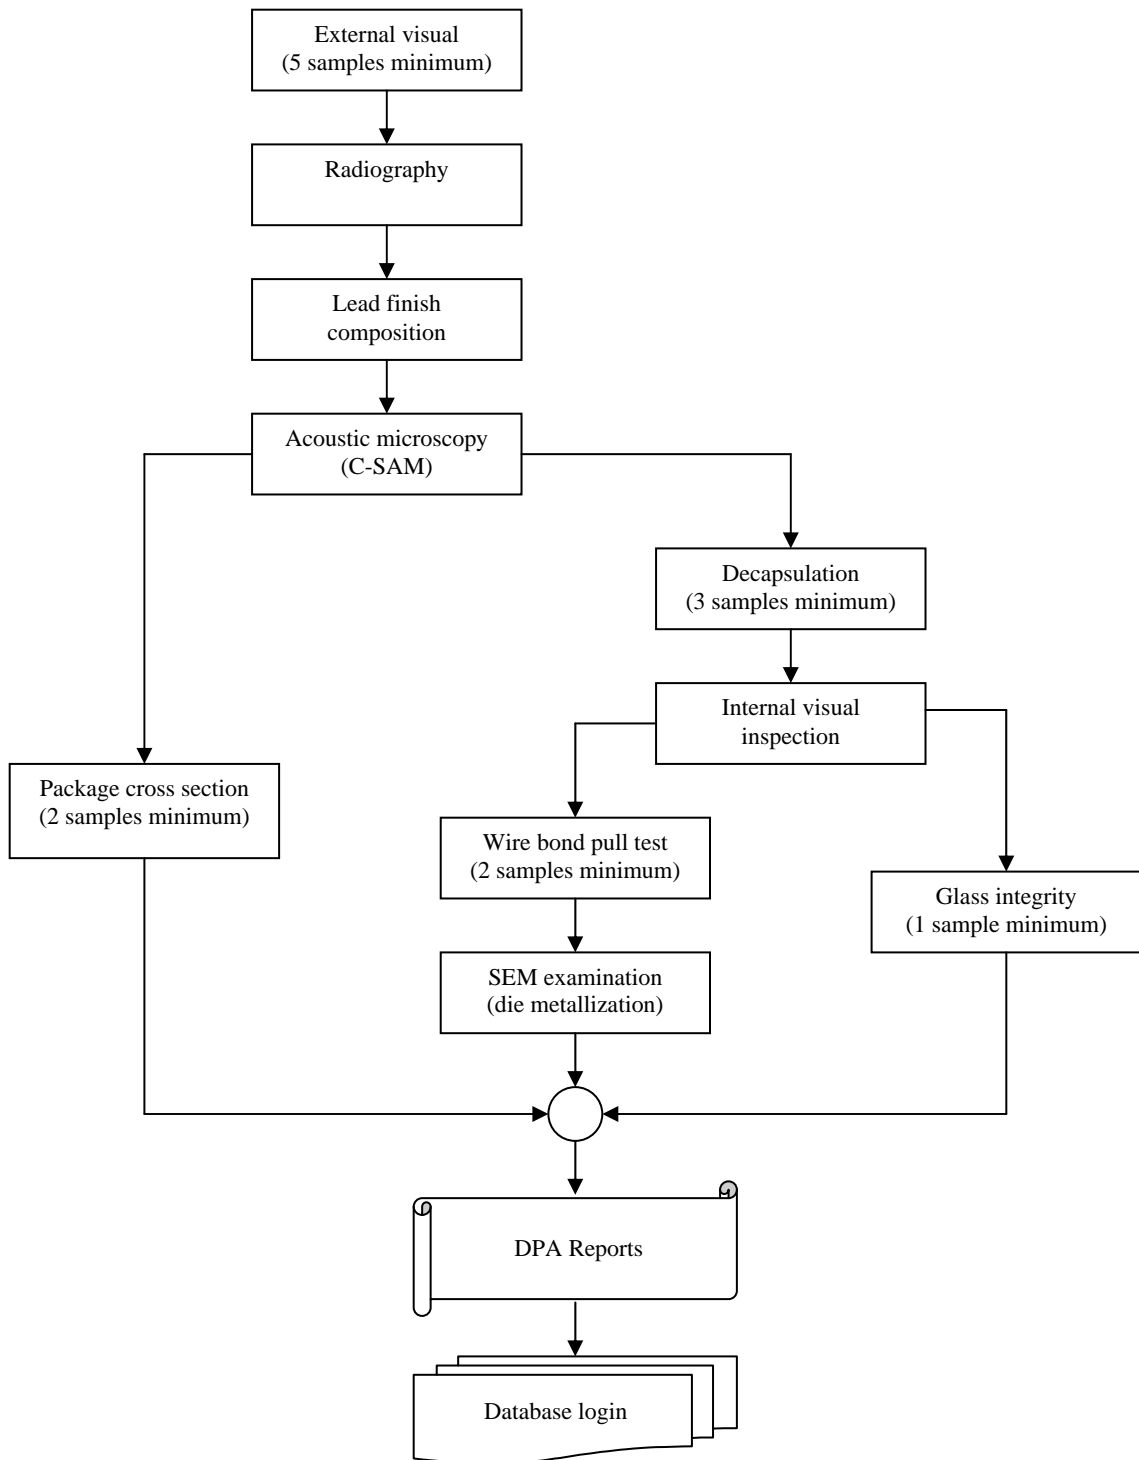 External visual
(5 samples minimum)
Radiography
Lead finish
composition
Acoustic microscopy
(C-SAM)
Decapsulation
(3 samples minimum)
Internal visual
inspection
Package cross section
(2 samples minimum)
Wire bond pull test
(2 samples minimum)
Glass integrity
(1 sample minimum)
SEM examination
(die metallization)
DPA Reports
Database login